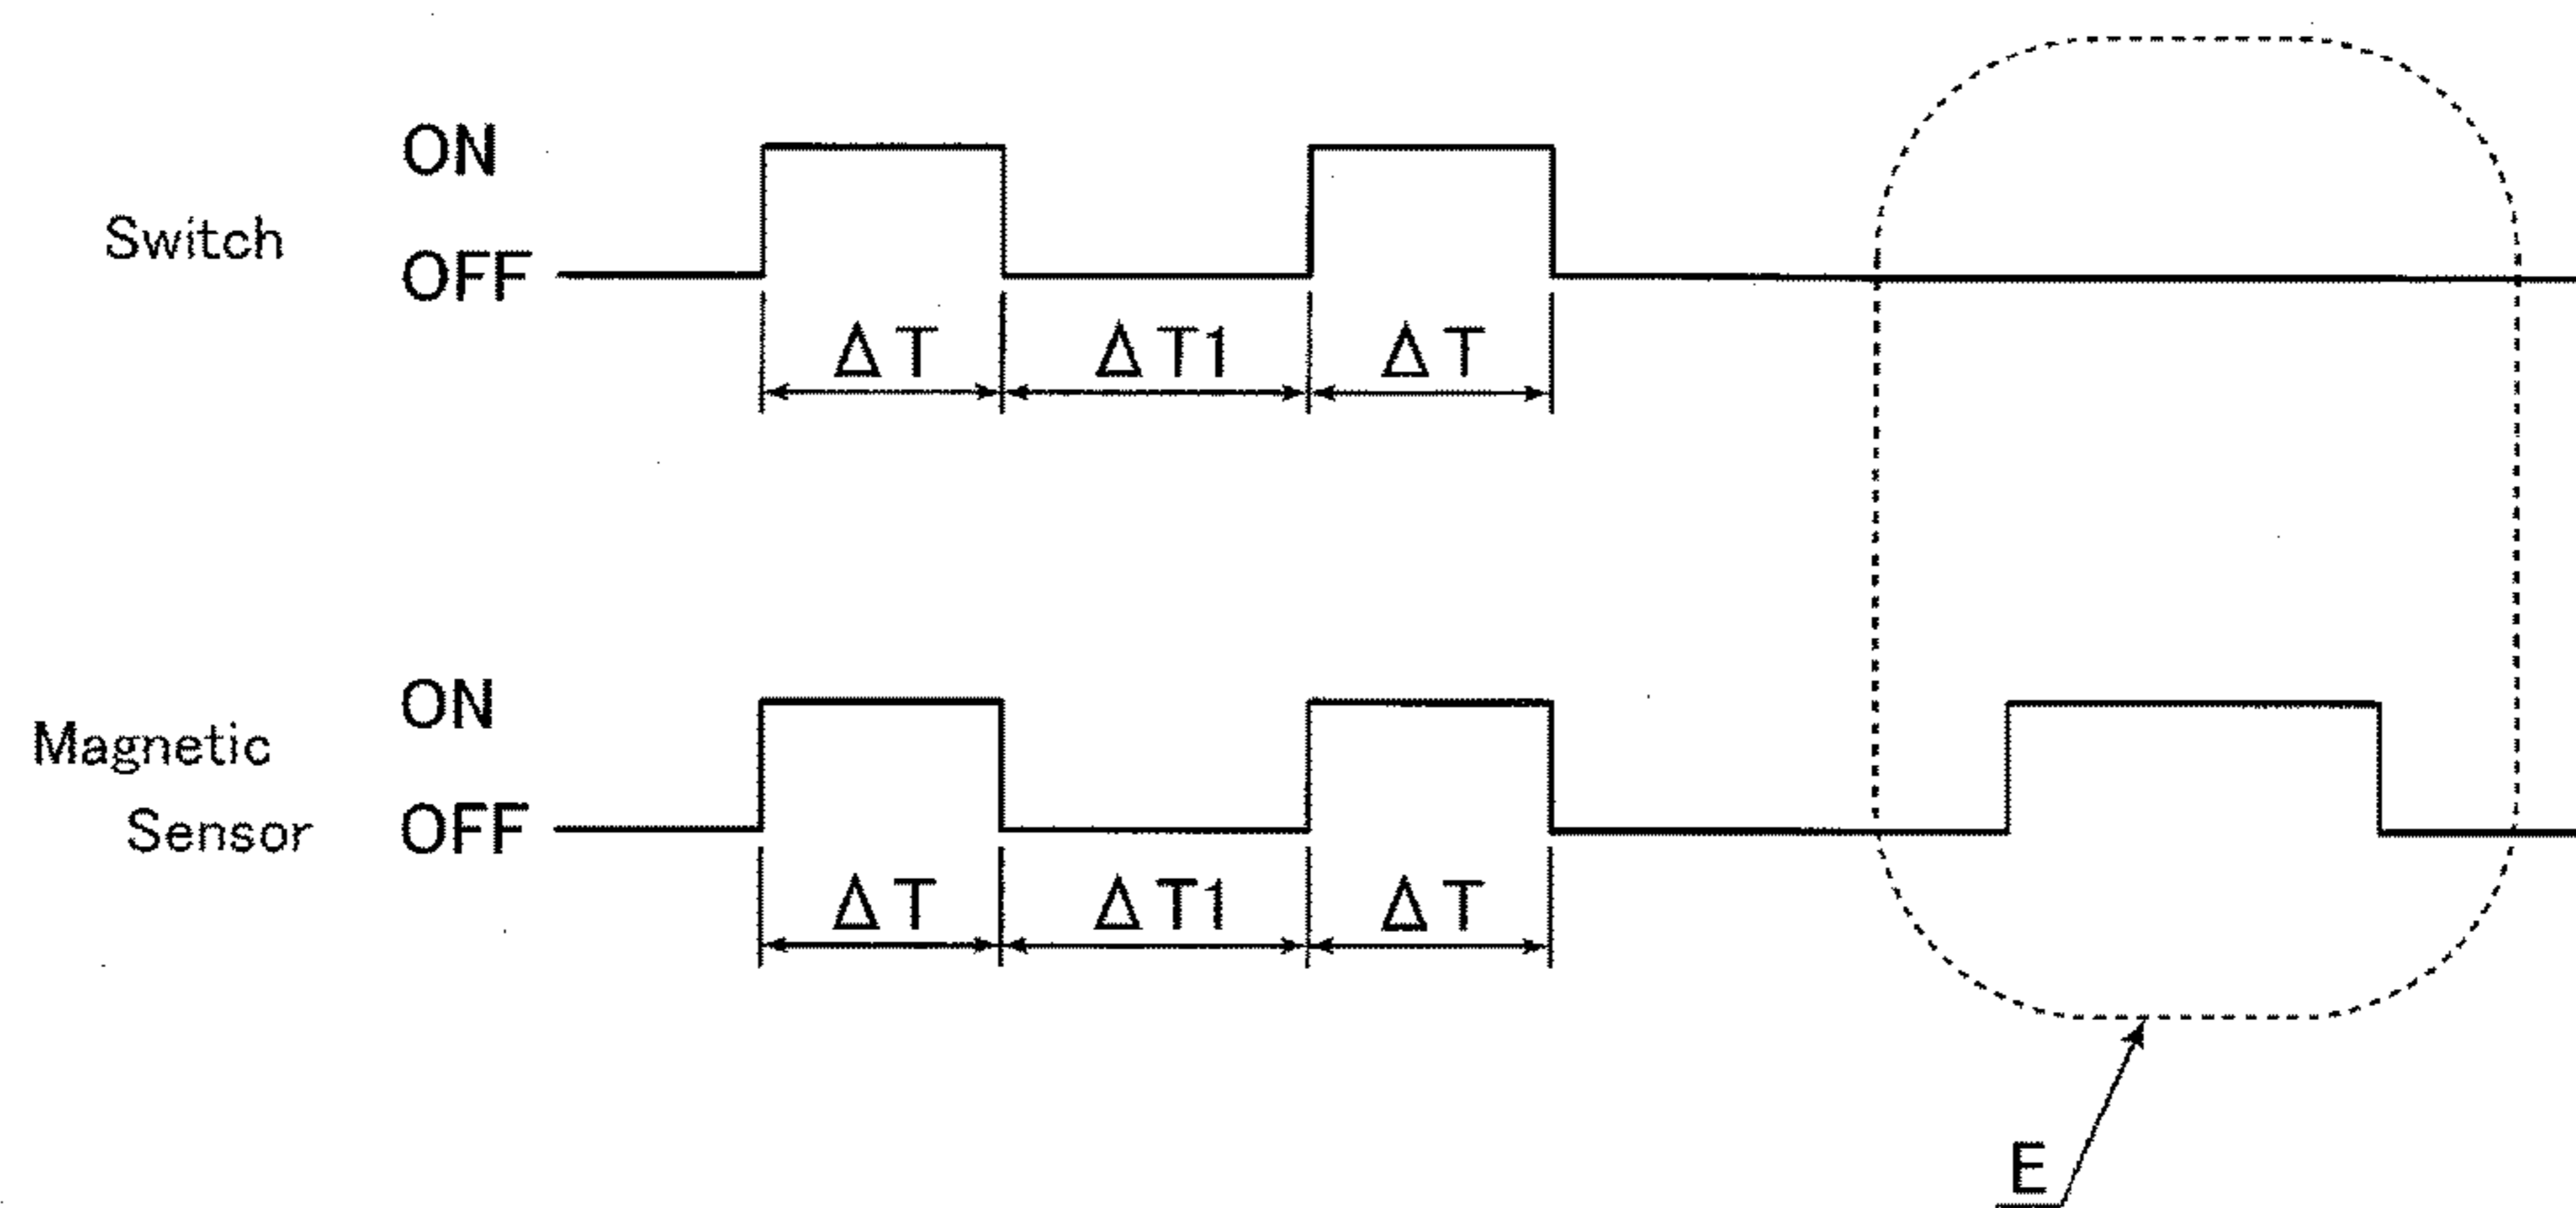 ON
Switch
OFF
ΔT ΔT1 ΔT
ON
Magnetic
Sensor
OFF
ΔT ΔT1 ΔT
E